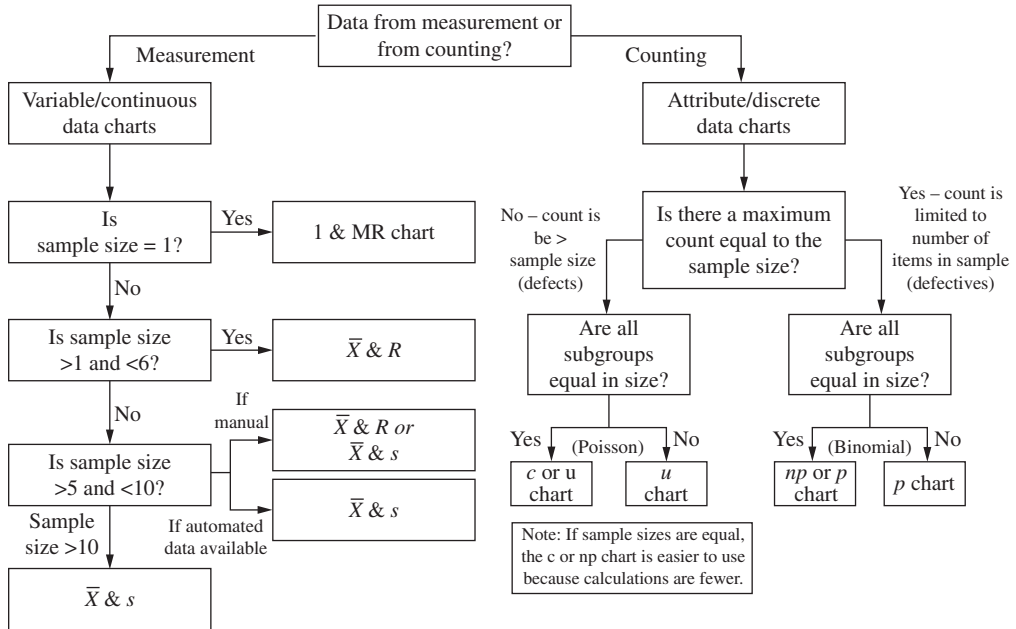 Data from measurement or
from counting?
Measurement
Counting
Variable/continuous
data charts
Attribute/discrete
data charts
Is
sample size = 1?
Yes
1 & MR chart
No
Is sample size
>1 and <6?
Yes
X̅ & R
No
Is sample size
>5 and <10?
If
manual
X̅ & R or
X̅ & s
If automated
data available
X̅ & s
Sample
size >10
X̅ & s
No – count is
be >
sample size
(defects)
Is there a maximum
count equal to the
sample size?
Yes – count is
limited to
number of
items in sample
(defectives)
Are all
subgroups
equal in size?
Yes
(Poisson)
No
c or u
chart
u
chart
Are all
subgroups
equal in size?
Yes
(Binomial)
No
np or p
chart
p chart
Note: If sample sizes are equal,
the c or np chart is easier to use
because calculations are fewer.